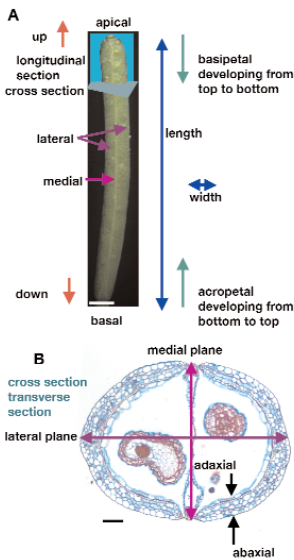 A
apical
up
longitudinal
section
cross section
basipetal
developing from
top to bottom
lateral
length
medial
width
down
acropetal
developing from
bottom to top
basal
B
medial plane
cross section
transverse
section
lateral plane
adaxial
abaxial